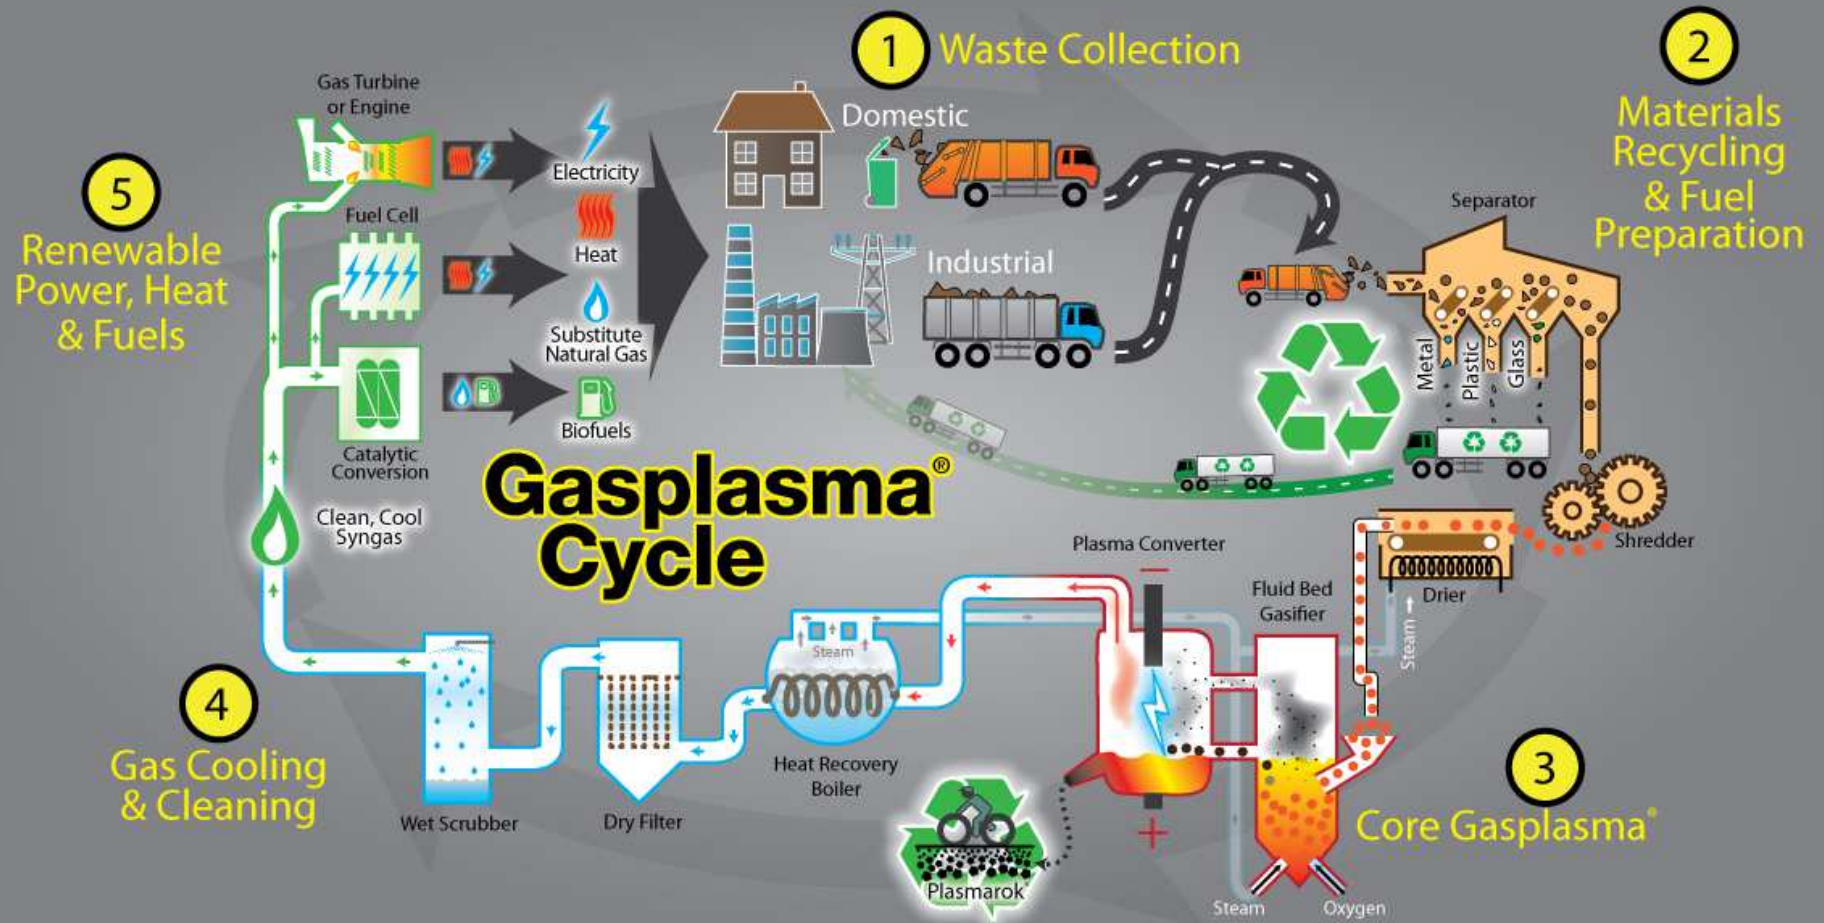 1
Waste Collection
Domestic
Industrial
2
Materials
Recycling
& Fuel
Preparation
Separator
Metal
Plastic
Glass
Shredder
Drier
Steam
3
Core Gasplasma®
Fluid Bed
Gasifier
Plasma Converter
−
+
Steam
Oxygen
Plasmarok
4
Gas Cooling
& Cleaning
Steam
Heat Recovery
Boiler
Dry Filter
Wet Scrubber
Clean, Cool
Syngas
5
Renewable
Power, Heat
& Fuels
Gas Turbine
or Engine
Fuel Cell
Catalytic
Conversion
Electricity
Heat
Substitute
Natural Gas
Biofuels
Gasplasma®
Cycle